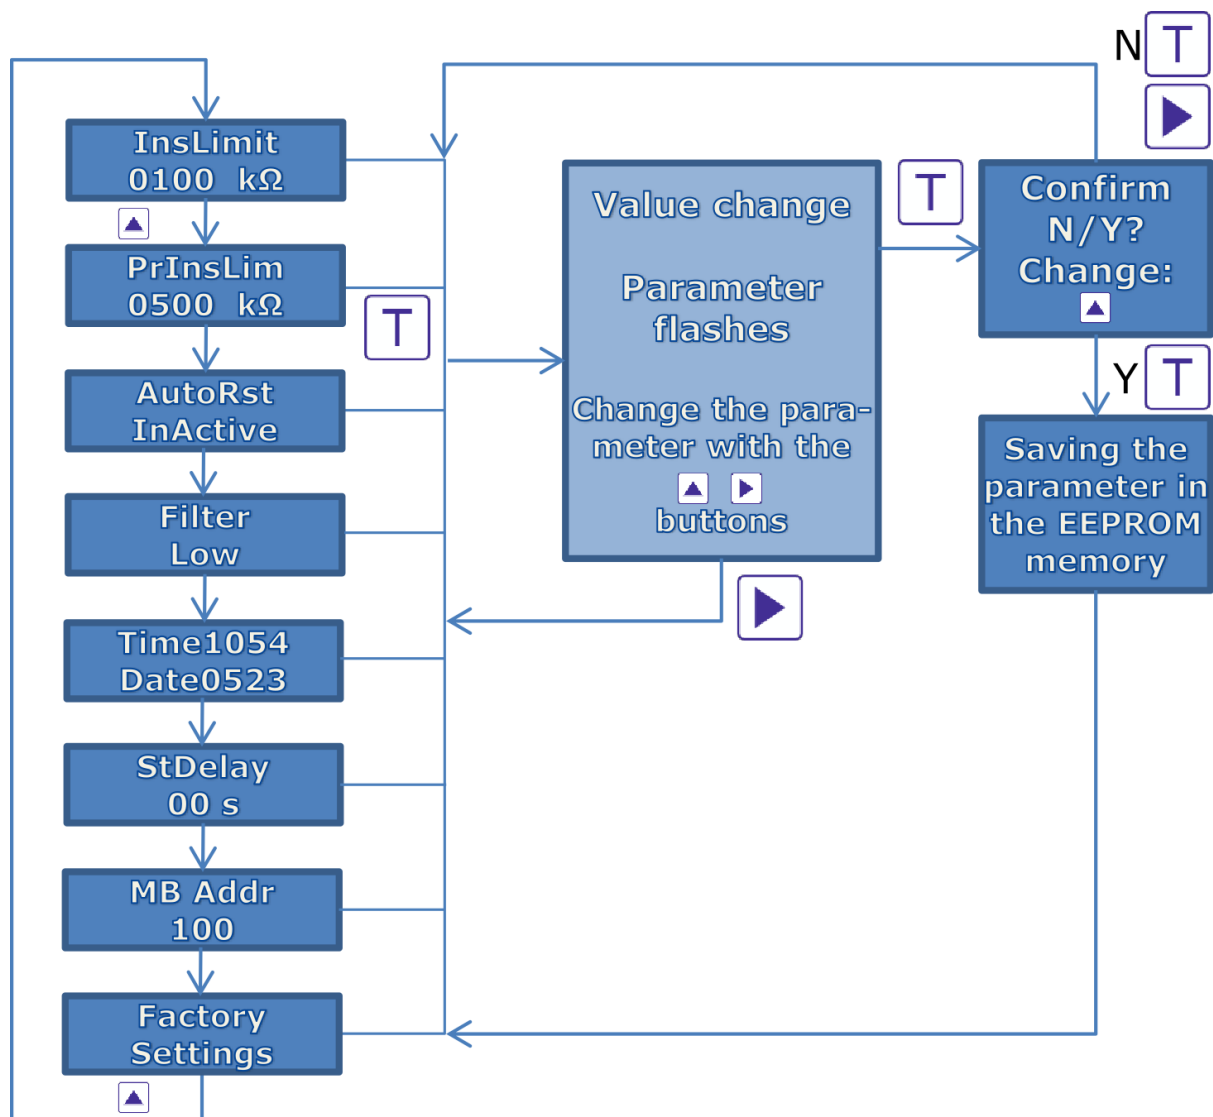 N T
InsLimit
0100 kΩ
PrInsLim
0500 kΩ
AutoRst
InActive
Filter
Low
Time1054
Date0523
StDelay
00 s
MB Addr
100
Factory
Settings
T
Value change
Parameter
flashes
Change the para-
meter with the
buttons
T
Confirm
N/Y?
Change:
Y T
Saving the
parameter in
the EEPROM
memory